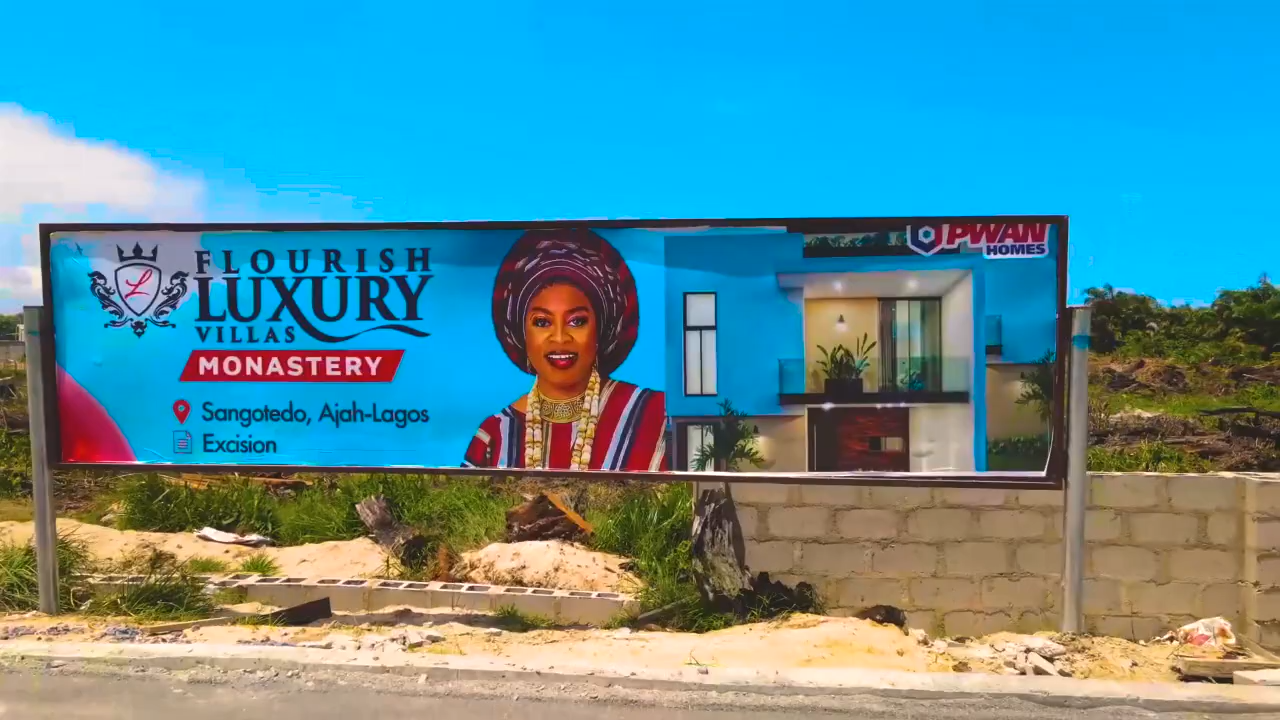 L
FLOURISH
LUXURY
VILLAS
MONASTERY
Sangotedo, Ajah-Lagos
Excision
PWAN
HOMES